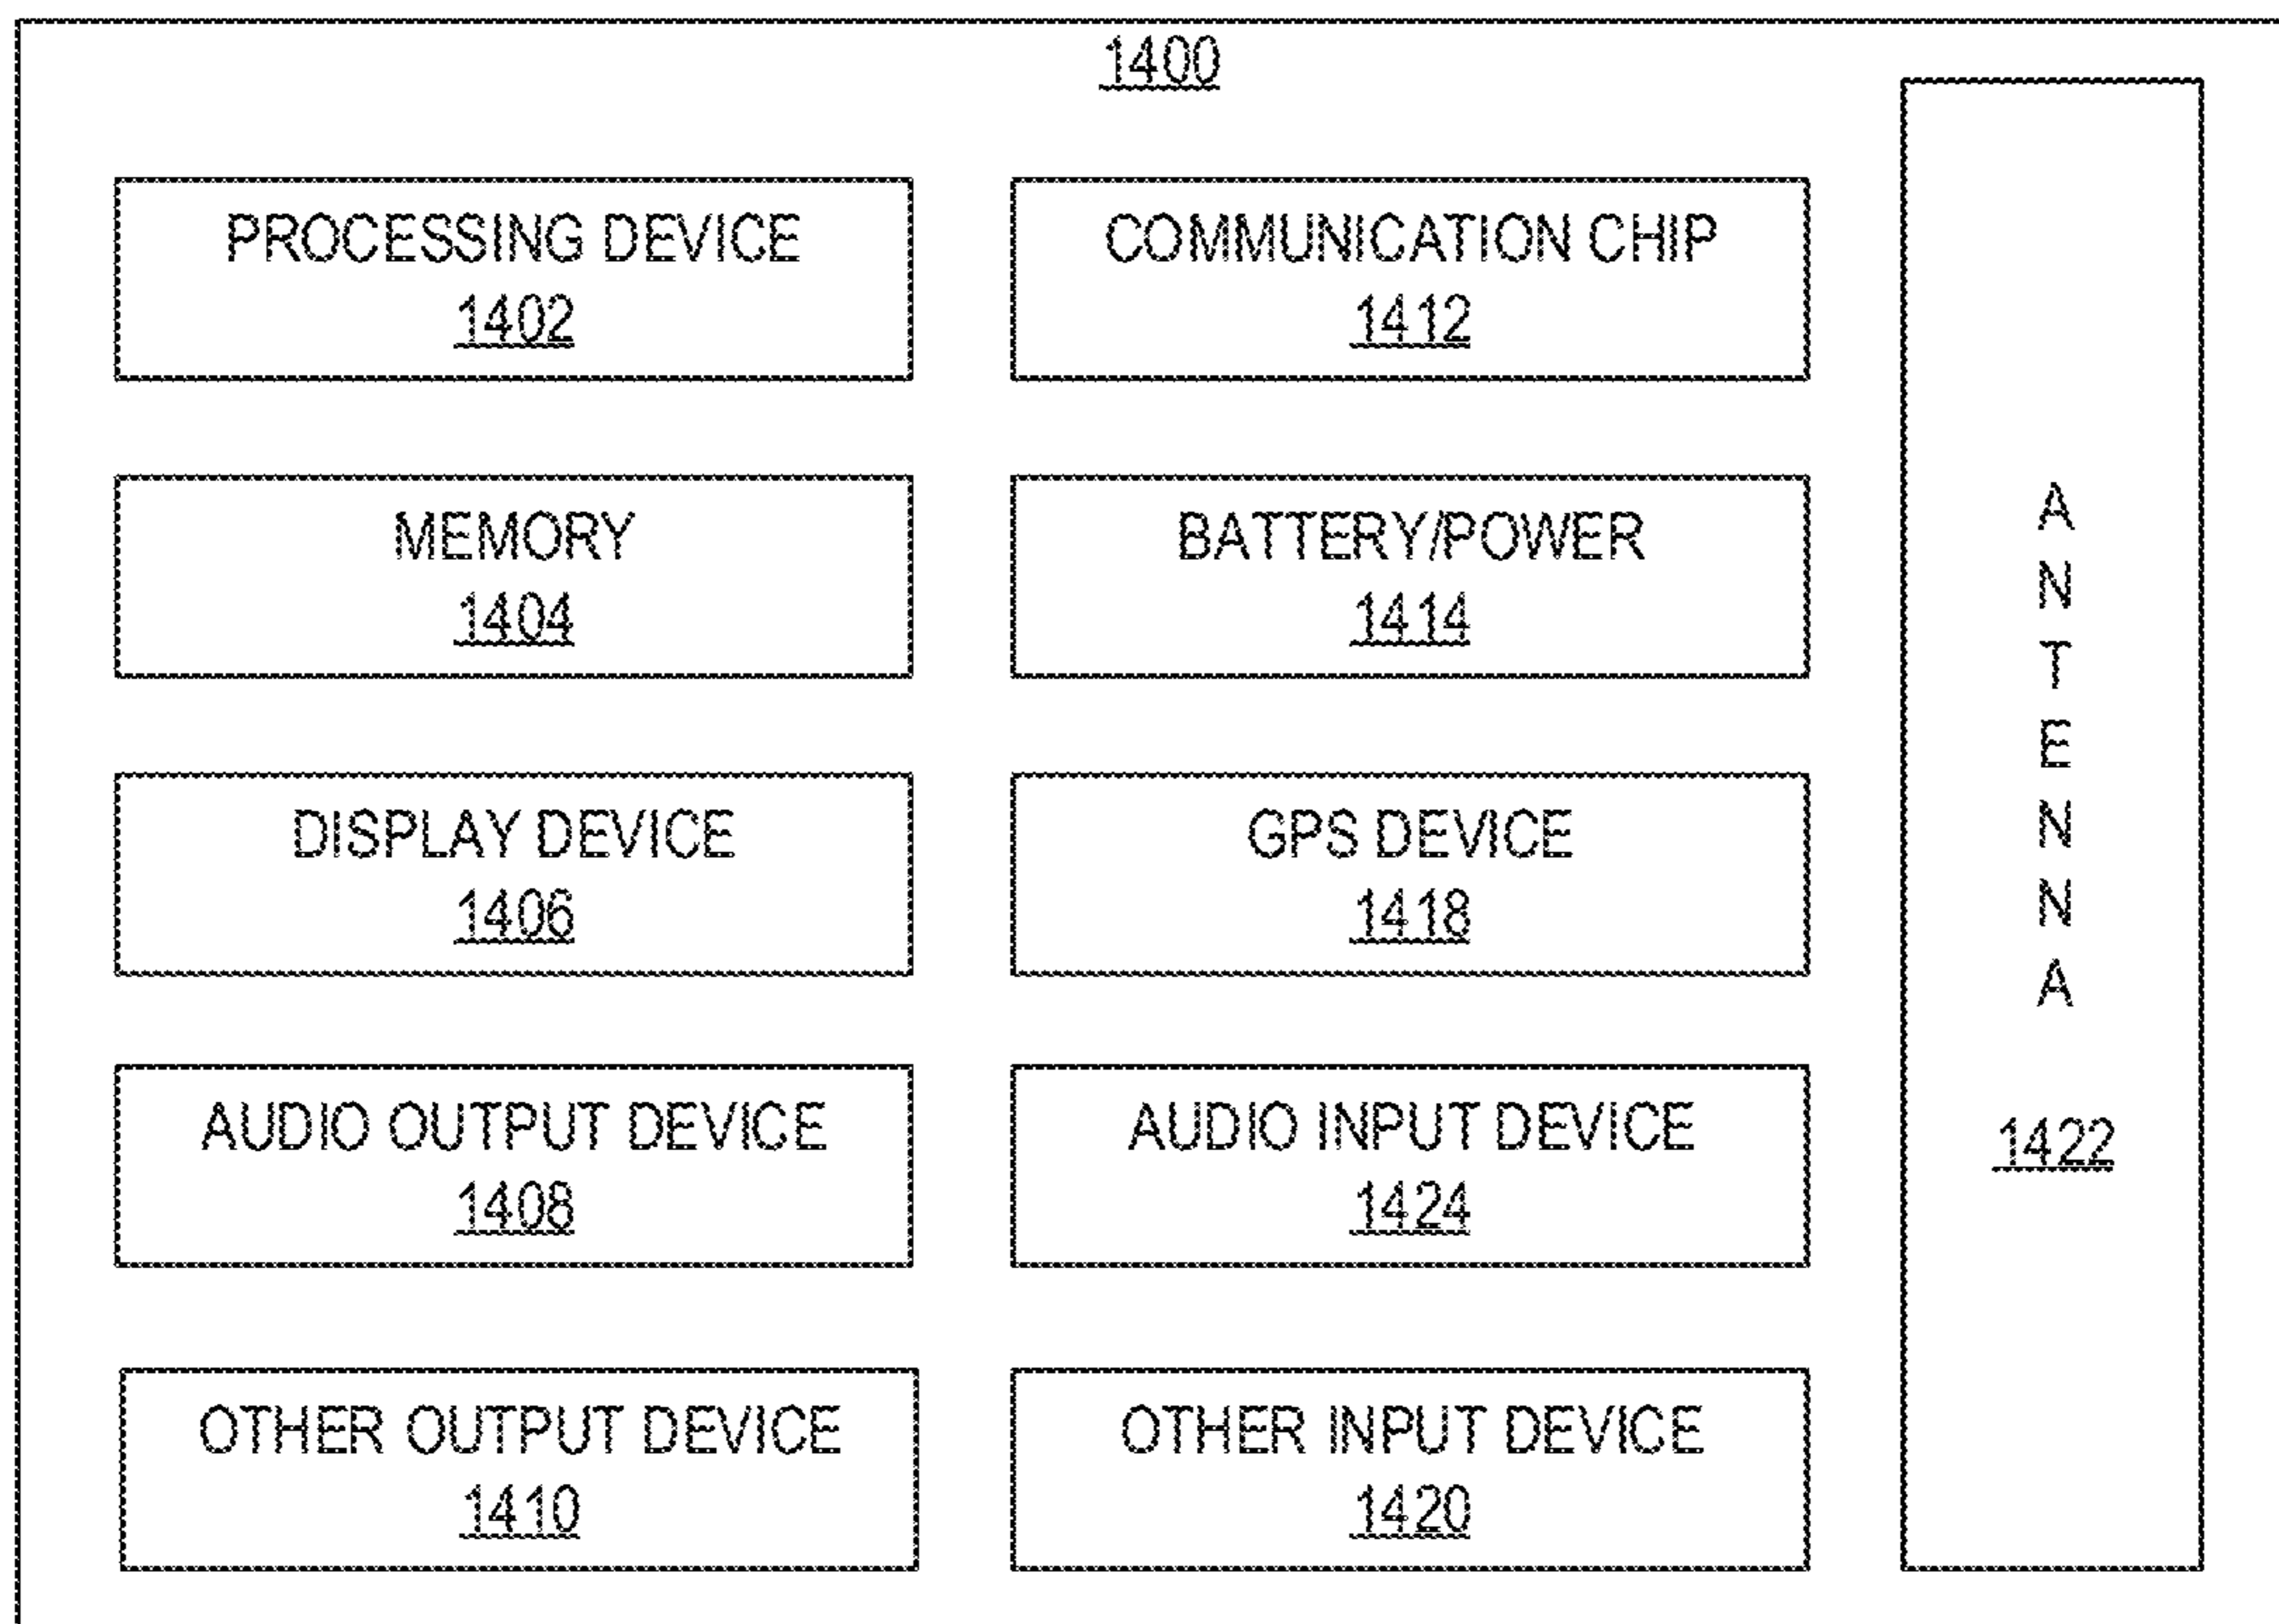 1400
PROCESSING DEVICE
1402
COMMUNICATION CHIP
1412
MEMORY
1404
BATTERY/POWER
1414
DISPLAY DEVICE
1406
GPS DEVICE
1418
AUDIO OUTPUT DEVICE
1408
AUDIO INPUT DEVICE
1424
OTHER OUTPUT DEVICE
1410
OTHER INPUT DEVICE
1420
A
N
T
E
N
N
A
1422